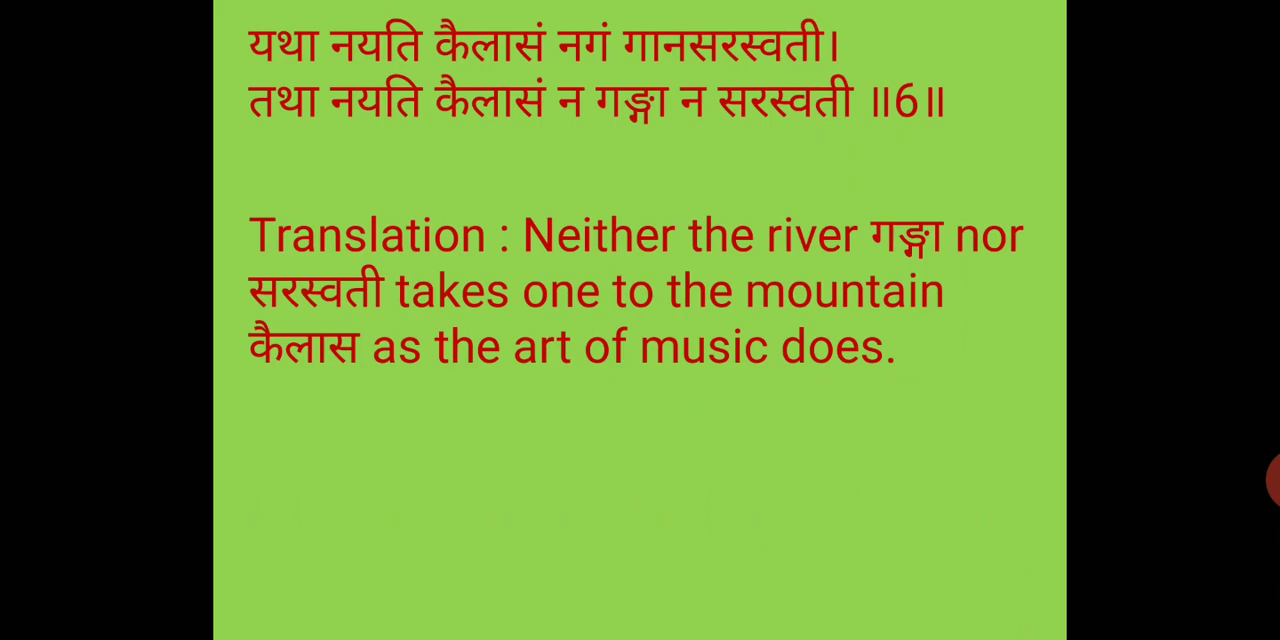 यथा नयति कैलासं नगं गानसरस्वती।
तथा नयति कैलासं न गङ्गा न सरस्वती ॥6॥
Translation : Neither the river गङ्गा nor
सरस्वती takes one to the mountain
कैलास as the art of music does.